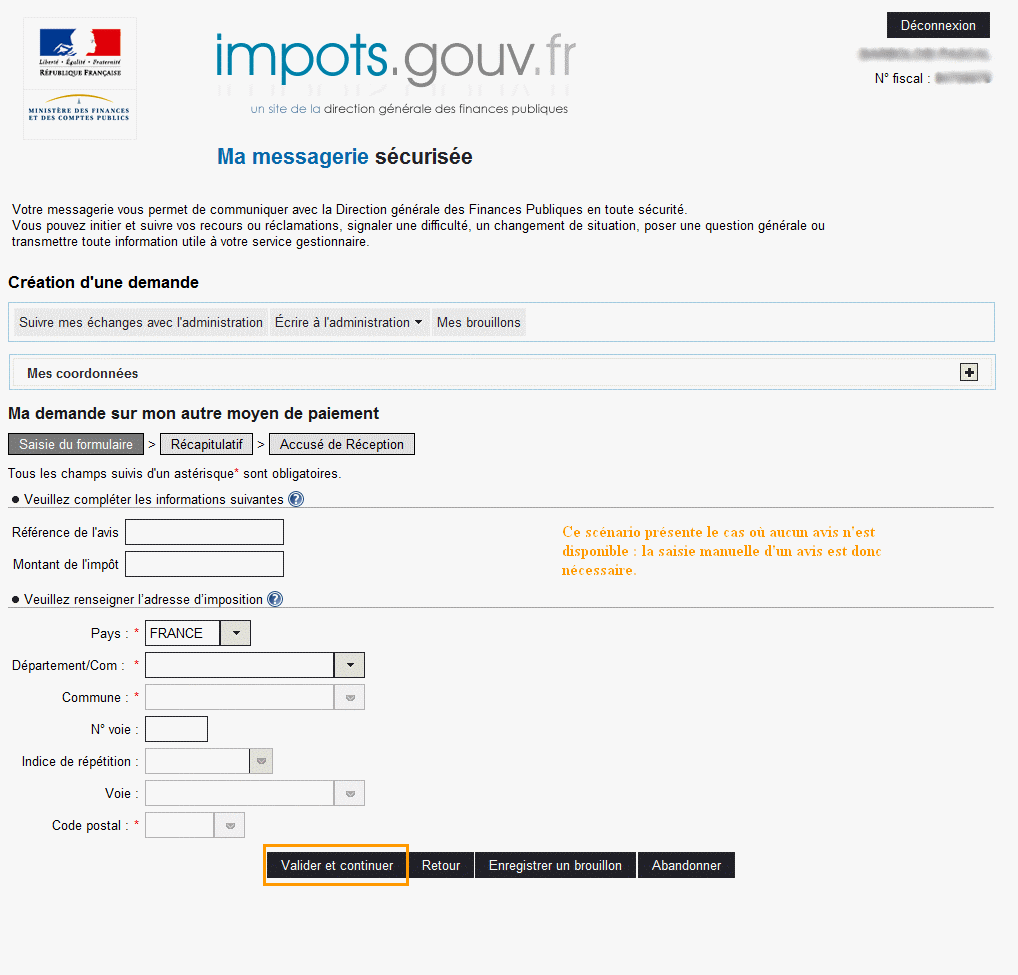 Déconnexion
Liberté • Égalité • Fraternité
RÉPUBLIQUE FRANÇAISE
MINISTÈRE DES FINANCES
ET DES COMPTES PUBLICS
impots.gouv.fr
un site de la direction générale des finances publiques
N° fiscal :
Ma messagerie sécurisée
Votre messagerie vous permet de communiquer avec la Direction générale des Finances Publiques en toute sécurité.
Vous pouvez initier et suivre vos recours ou réclamations, signaler une difficulté, un changement de situation, poser une question générale ou
transmettre toute information utile à votre service gestionnaire.
Création d'une demande
Suivre mes échanges avec l'administration Écrire à l'administration Mes brouillons
Mes coordonnées
Ma demande sur mon autre moyen de paiement
Saisie du formulaire > Récapitulatif > Accusé de Réception
Tous les champs suivis d'un astérisque* sont obligatoires.
● Veuillez compléter les informations suivantes ?
Référence de l'avis
Montant de l'impôt
Ce scénario présente le cas où aucun avis n'est
disponible : la saisie manuelle d'un avis est donc
nécessaire.
● Veuillez renseigner l'adresse d'imposition ?
Pays : * FRANCE
Département/Com : *
Commune : *
N° voie :
Indice de répétition :
Voie :
Code postal : *
Valider et continuer Retour Enregistrer un brouillon Abandonner